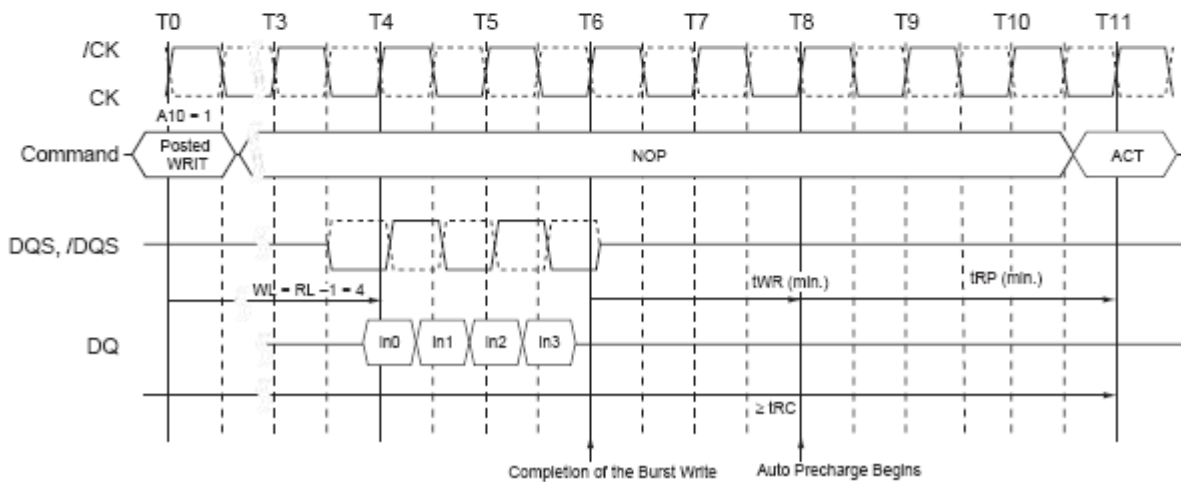 T0 T3 T4 T5 T6 T7 T8 T9 T10 T11
/CK
CK
A10 = 1
Command
Posted
WRIT
NOP
ACT
DQS, /DQS
WL = RL −1 = 4
tWR (min.)
tRP (min.)
DQ
In0 In1 In2 In3
≥ tRC
Completion of the Burst Write
Auto Precharge Begins